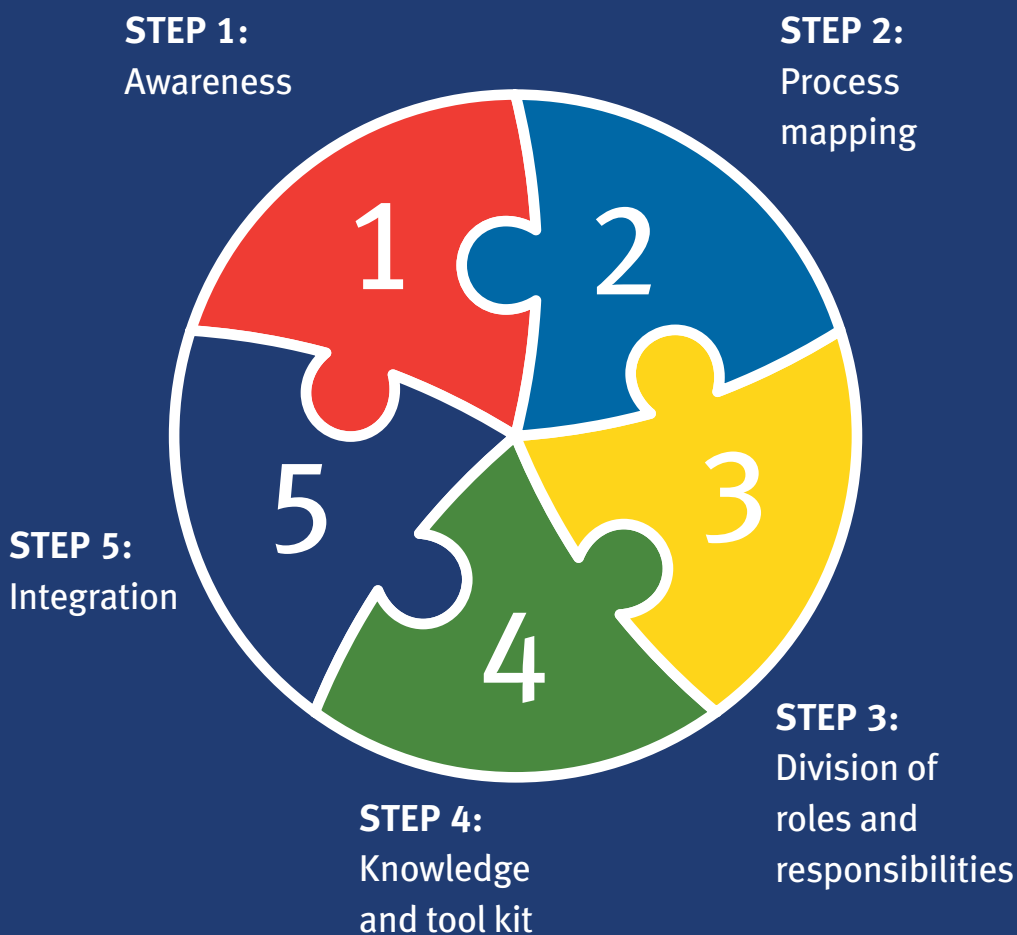 STEP 1:
Awareness
STEP 2:
Process
mapping
1
2
3
4
5
STEP 3:
Division of
roles and
responsibilities
STEP 4:
Knowledge
and tool kit
STEP 5:
Integration